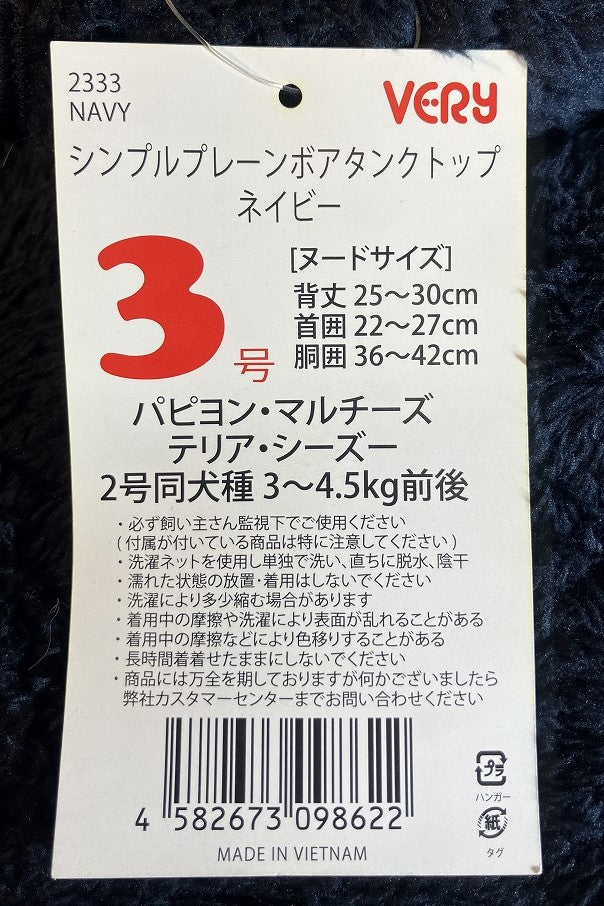 2333
NAVY
VERY
シンプルプレーンボアタンクトップ
ネイビー
3号
[ヌードサイズ]
背丈 25～30cm
首囲 22～27cm
胴囲 36～42cm
パピヨン・マルチーズ
テリア・シーズー
2号同犬種 3～4.5kg前後
・必ず飼い主さん監視下でご使用ください
(付属が付いている商品は特に注意してください)
・洗濯ネットを使用し単独で洗い、直ちに脱水、陰干
・濡れた状態の放置・着用はしないでください
・洗濯により多少縮む場合があります
・着用中の摩擦や洗濯により表面が乱れることがある
・着用中の摩擦などにより色移りすることがある
・長時間着着せたままにしないでください
・商品には万全を期しておりますが何かございましたら
弊社カスタマーセンターまでお問い合わせください
4 582673 098622
MADE IN VIETNAM
プラ
ハンガー
紙
タグ